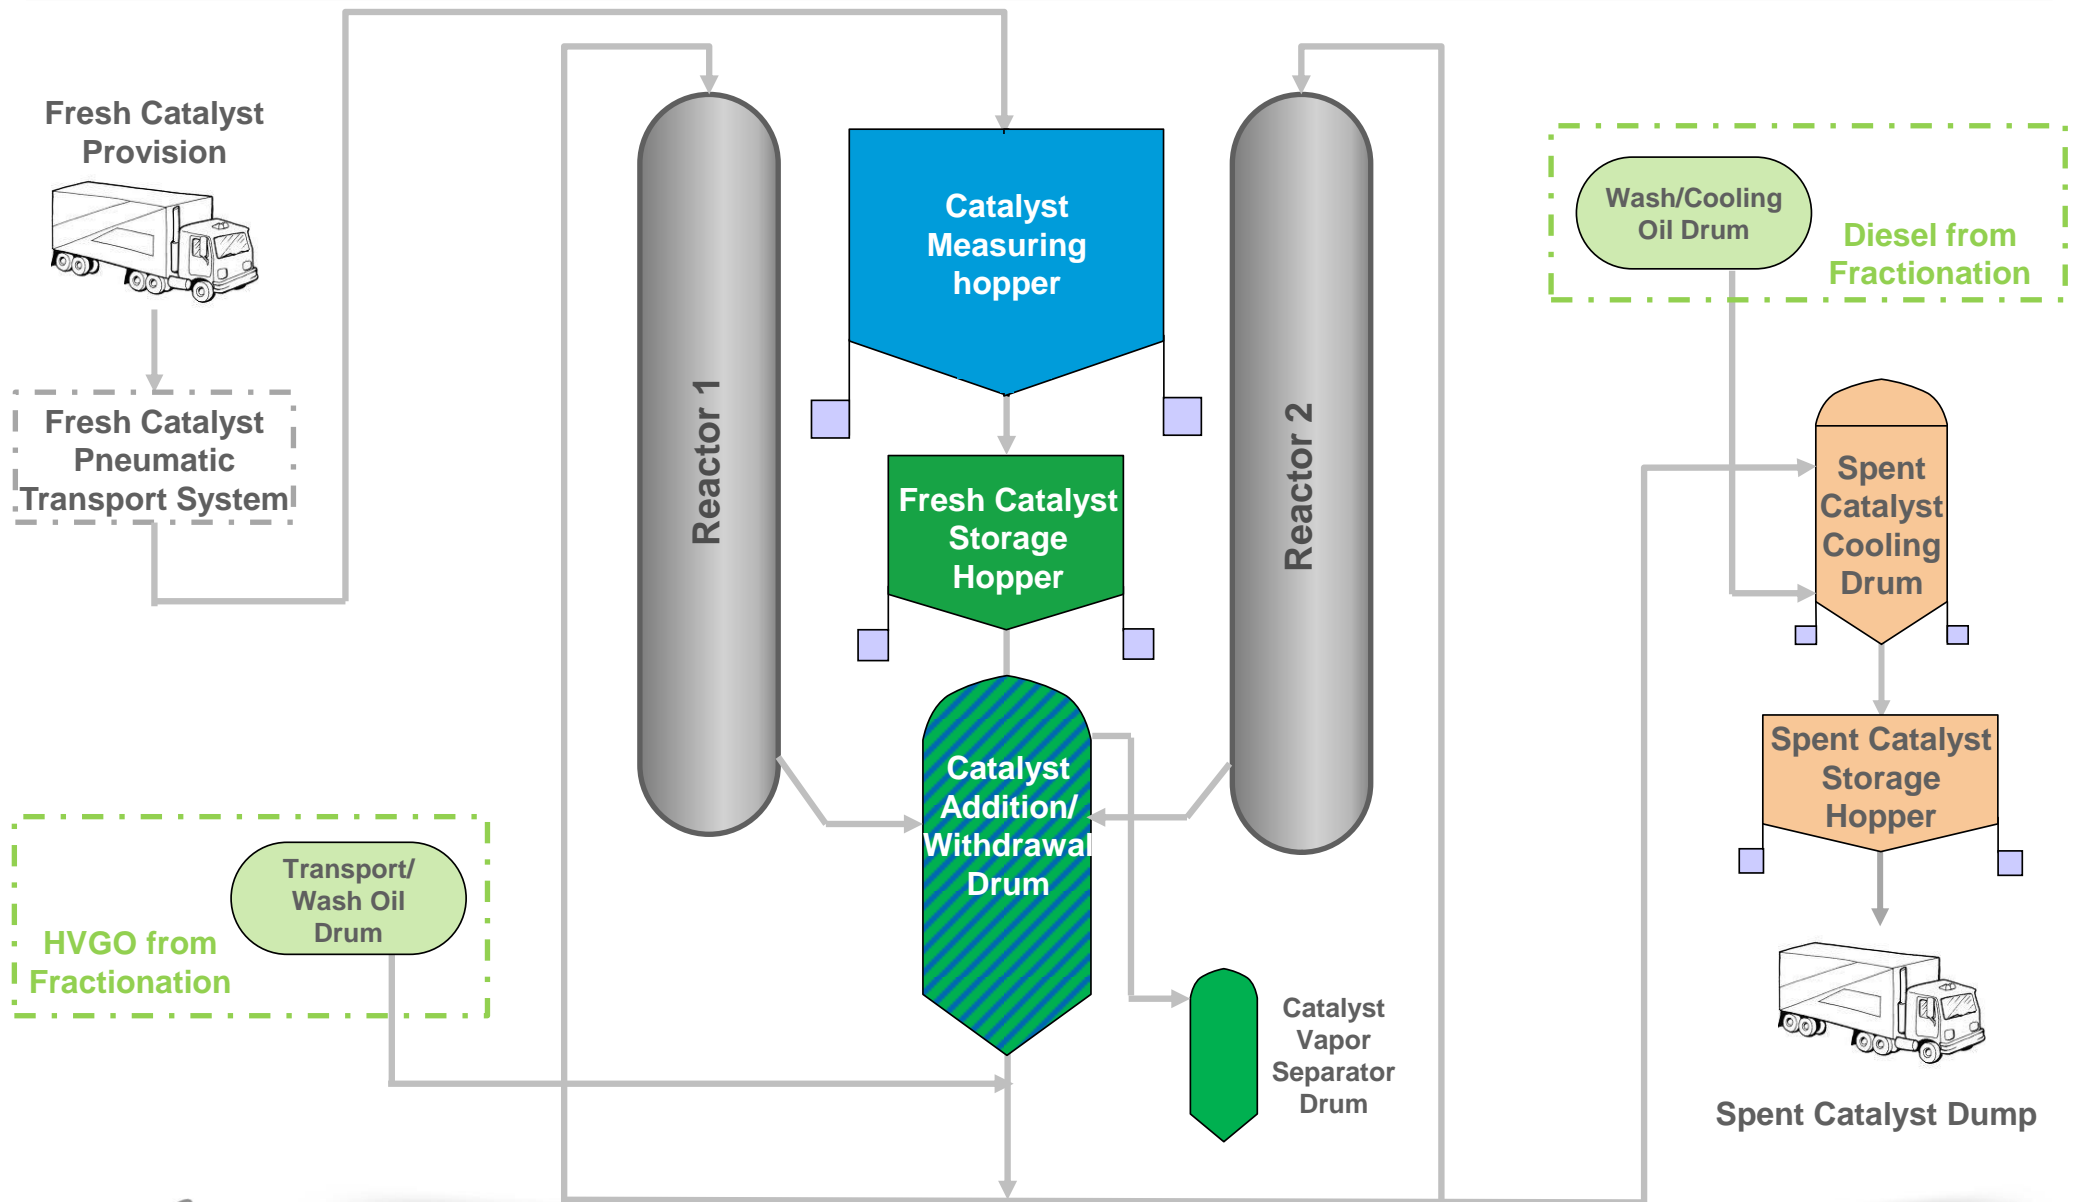 Fresh Catalyst
Provision
Fresh Catalyst
Pneumatic
Transport System
Reactor 1
Catalyst
Measuring
hopper
Fresh Catalyst
Storage
Hopper
Catalyst
Addition/
Withdrawal
Drum
Reactor 2
Transport/
Wash Oil
Drum
HVGO from
Fractionation
Catalyst
Vapor
Separator
Drum
Wash/Cooling
Oil Drum
Diesel from
Fractionation
Spent
Catalyst
Cooling
Drum
Spent Catalyst
Storage
Hopper
Spent Catalyst Dump